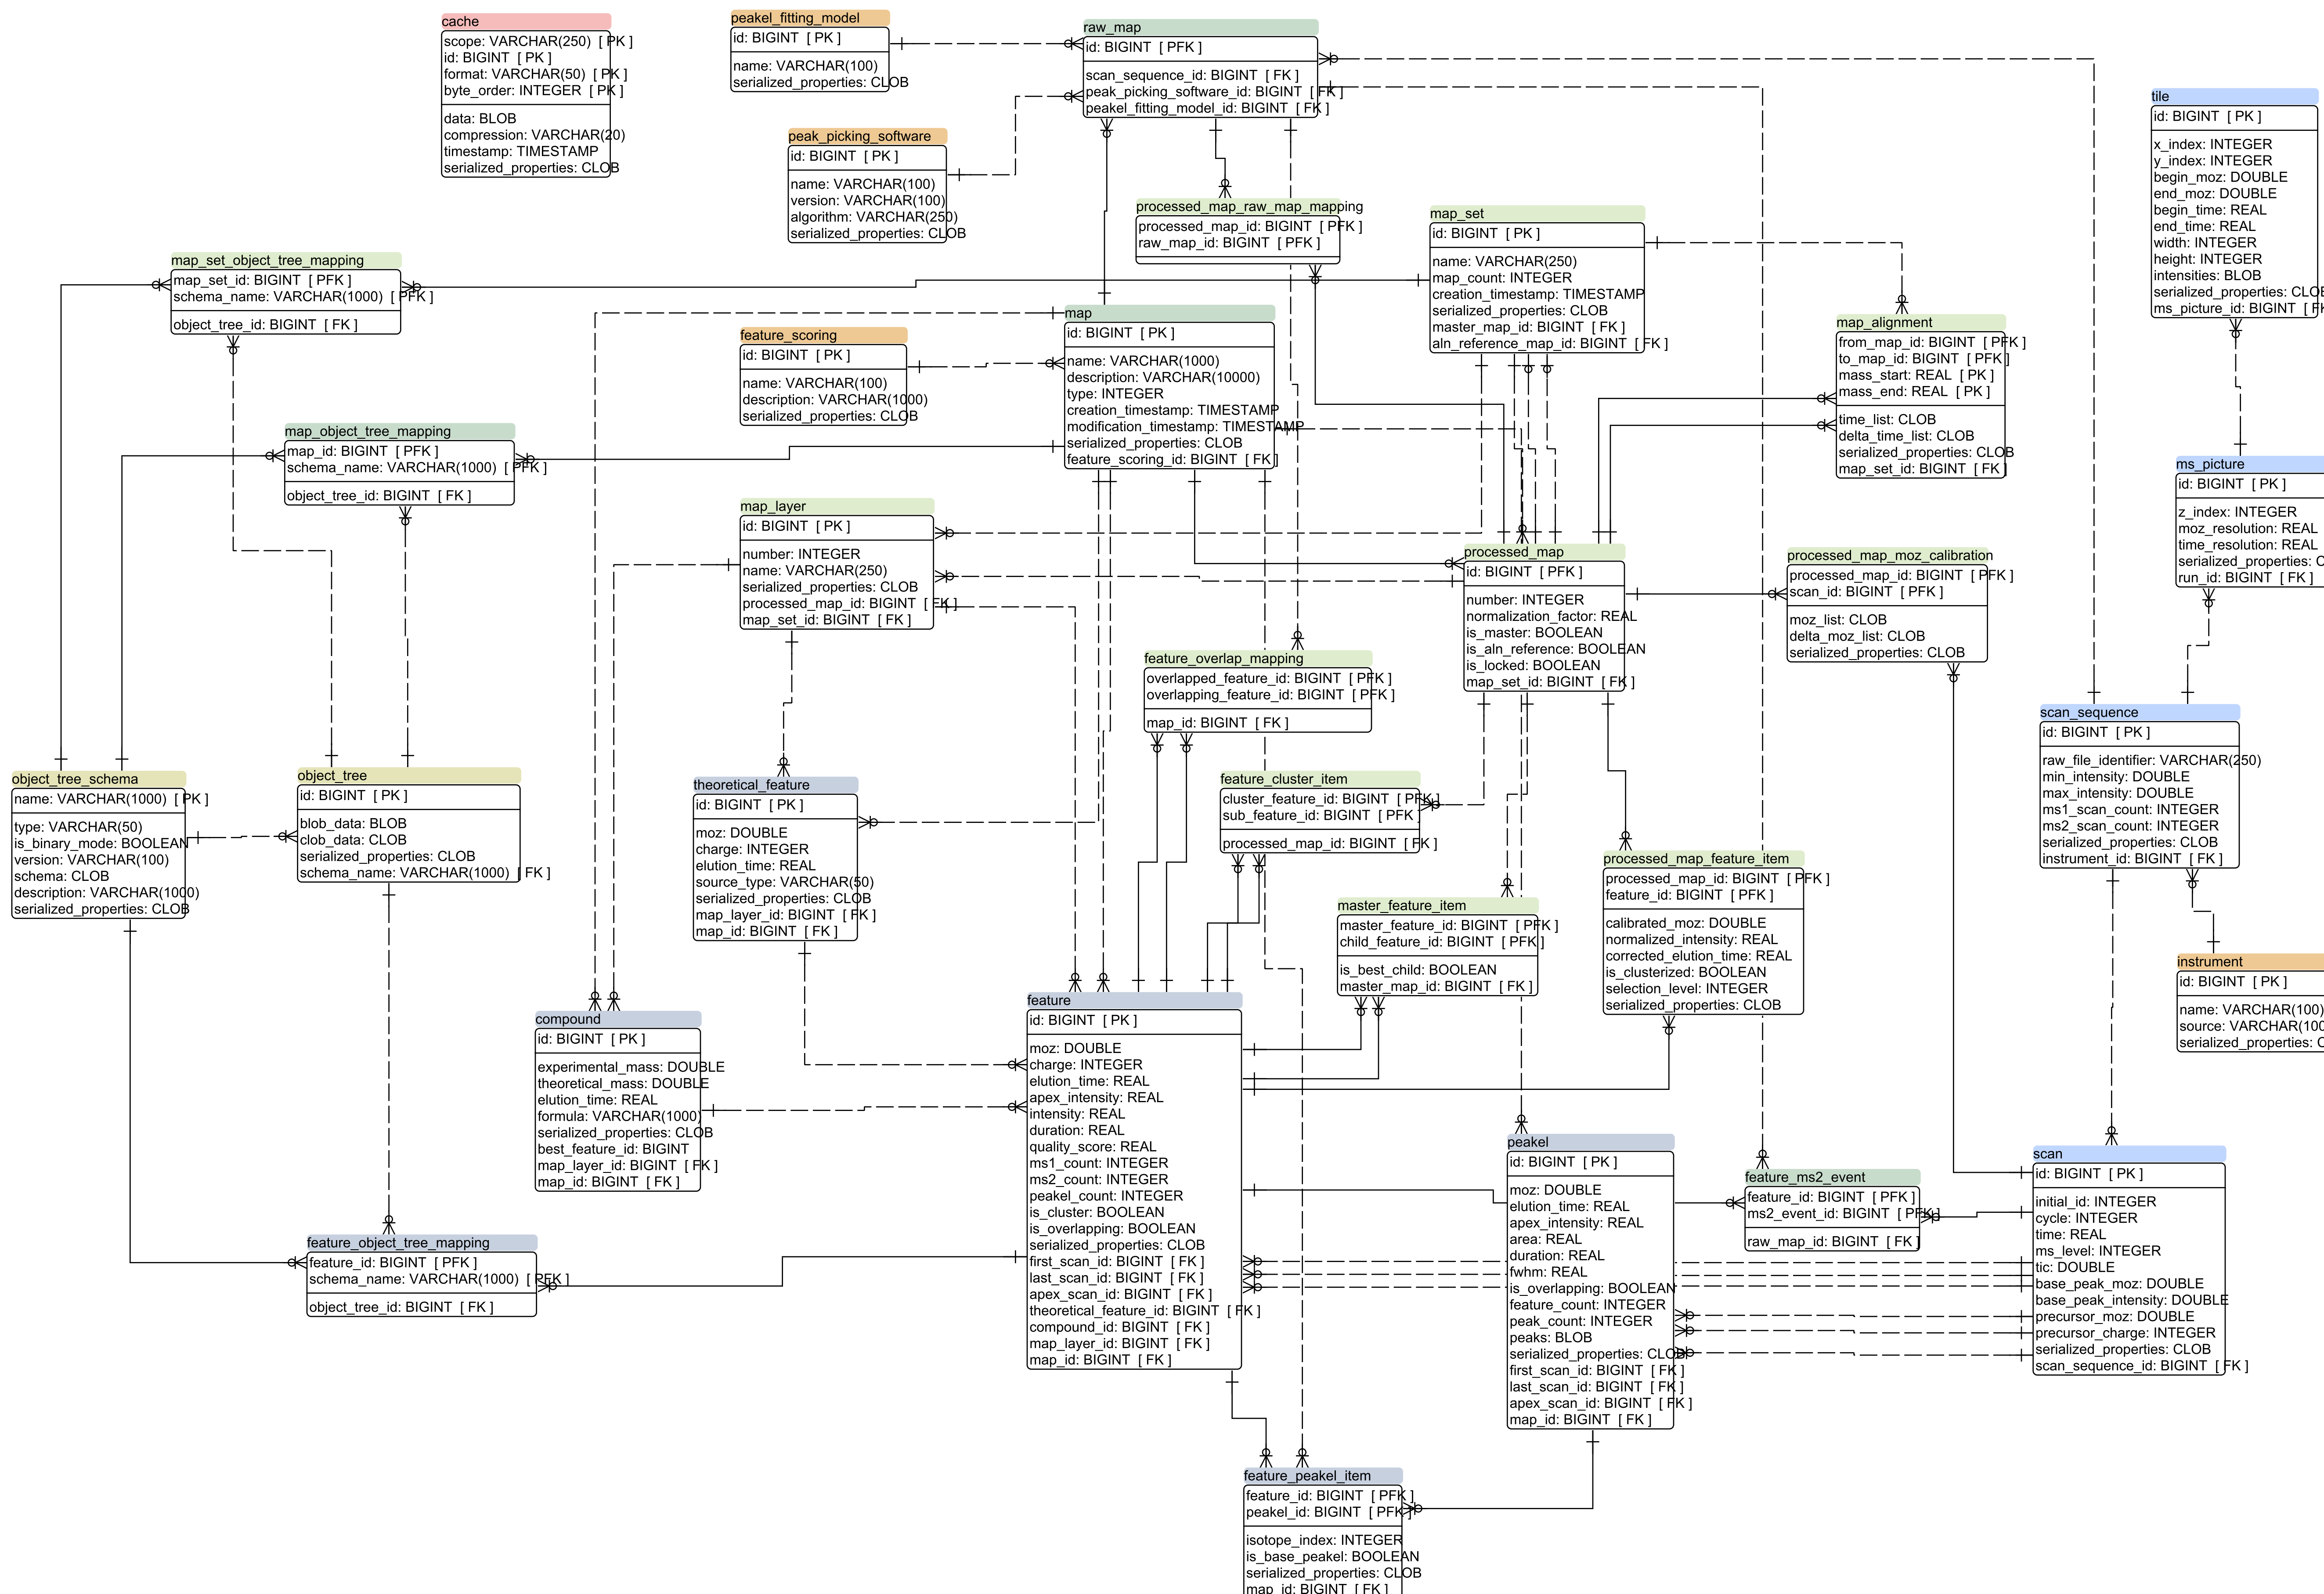 cache
scope: VARCHAR(250) [ PK ]
id: BIGINT [ PK ]
format: VARCHAR(50) [ PK ]
byte_order: INTEGER [ PK ]
data: BLOB
compression: VARCHAR(20)
timestamp: TIMESTAMP
serialized_properties: CLOB
peakel_fitting_model
id: BIGINT [ PK ]
name: VARCHAR(100)
serialized_properties: CLOB
raw_map
id: BIGINT [ PFK ]
scan_sequence_id: BIGINT [ FK ]
peak_picking_software_id: BIGINT [ FK ]
peakel_fitting_model_id: BIGINT [ FK ]
tile
id: BIGINT [ PK ]
x_index: INTEGER
y_index: INTEGER
begin_moz: DOUBLE
end_moz: DOUBLE
begin_time: REAL
end_time: REAL
width: INTEGER
height: INTEGER
intensities: BLOB
serialized_properties:
ms_picture_id: BIGINT
peak_picking_software
id: BIGINT [ PK ]
name: VARCHAR(100)
version: VARCHAR(100)
algorithm: VARCHAR(250)
serialized_properties: CLOB
processed_map_raw_map_mapping
processed_map_id: BIGINT [ PFK ]
raw_map_id: BIGINT [ PFK ]
map_set
id: BIGINT [ PK ]
name: VARCHAR(250)
map_count: INTEGER
creation_timestamp: TIMESTAMP
serialized_properties: CLOB
master_map_id: BIGINT [ FK ]
aln_reference_map_id: BIGINT [ FK ]
map_set_object_tree_mapping
map_set_id: BIGINT [ PFK ]
schema_name: VARCHAR(1000) [ PFK ]
object_tree_id: BIGINT [ FK ]
map
id: BIGINT [ PK ]
name: VARCHAR(1000)
description: VARCHAR(10000)
type: INTEGER
creation_timestamp: TIMESTAMP
modification_timestamp: TIMESTAMP
serialized_properties: CLOB
feature_scoring_id: BIGINT [ FK ]
feature_scoring
id: BIGINT [ PK ]
name: VARCHAR(100)
description: VARCHAR(1000)
serialized_properties: CLOB
map_alignment
from_map_id: BIGINT [ PFK ]
to_map_id: BIGINT [ PFK ]
mass_start: REAL [ PK ]
mass_end: REAL [ PK ]
time_list: CLOB
delta_time_list: CLOB
serialized_properties: CLOB
map_set_id: BIGINT [ FK ]
map_object_tree_mapping
map_id: BIGINT [ PFK ]
schema_name: VARCHAR(1000) [ PFK ]
object_tree_id: BIGINT [ FK ]
ms_picture
id: BIGINT [ PK ]
z_index: INTEGER
moz_resolution: REAL
time_resolution: REAL
serialized_properties:
run_id: BIGINT [ FK ]
map_layer
id: BIGINT [ PK ]
number: INTEGER
name: VARCHAR(250)
serialized_properties: CLOB
processed_map_id: BIGINT [ FK ]
map_set_id: BIGINT [ FK ]
processed_map
id: BIGINT [ PFK ]
number: INTEGER
normalization_factor: REAL
is_master: BOOLEAN
is_aln_reference: BOOLEAN
is_locked: BOOLEAN
map_set_id: BIGINT [ FK ]
processed_map_moz_calibration
processed_map_id: BIGINT [ PFK ]
scan_id: BIGINT [ PFK ]
moz_list: CLOB
delta_moz_list: CLOB
serialized_properties: CLOB
feature_overlap_mapping
overlapped_feature_id: BIGINT [ PFK ]
overlapping_feature_id: BIGINT [ PFK ]
map_id: BIGINT [ FK ]
scan_sequence
id: BIGINT [ PK ]
raw_file_identifier: VARCHAR(250)
min_intensity: DOUBLE
max_intensity: DOUBLE
ms1_scan_count: INTEGER
ms2_scan_count: INTEGER
serialized_properties: CLOB
instrument_id: BIGINT [ FK ]
object_tree_schema
name: VARCHAR(1000) [ PK ]
type: VARCHAR(50)
is_binary_mode: BOOLEAN
version: VARCHAR(100)
schema: CLOB
description: VARCHAR(1000)
serialized_properties: CLOB
object_tree
id: BIGINT [ PK ]
blob_data: BLOB
clob_data: CLOB
serialized_properties: CLOB
schema_name: VARCHAR(1000) [ FK ]
theoretical_feature
id: BIGINT [ PK ]
moz: DOUBLE
charge: INTEGER
elution_time: REAL
source_type: VARCHAR(50)
serialized_properties: CLOB
map_layer_id: BIGINT [ FK ]
map_id: BIGINT [ FK ]
feature_cluster_item
cluster_feature_id: BIGINT [ PFK ]
sub_feature_id: BIGINT [ PFK ]
processed_map_id: BIGINT [ FK ]
processed_map_feature_item
processed_map_id: BIGINT [ PFK ]
feature_id: BIGINT [ PFK ]
calibrated_moz: DOUBLE
normalized_intensity: REAL
corrected_elution_time: REAL
is_clusterized: BOOLEAN
selection_level: INTEGER
serialized_properties: CLOB
master_feature_item
master_feature_id: BIGINT [ PFK ]
child_feature_id: BIGINT [ PFK ]
is_best_child: BOOLEAN
master_map_id: BIGINT [ FK ]
instrument
id: BIGINT [ PK ]
name: VARCHAR(100)
source:
serialized_properties:
feature
id: BIGINT [ PK ]
moz: DOUBLE
charge: INTEGER
elution_time: REAL
apex_intensity: REAL
intensity: REAL
duration: REAL
quality_score: REAL
ms1_count: INTEGER
ms2_count: INTEGER
peakel_count: INTEGER
is_cluster: BOOLEAN
is_overlapping: BOOLEAN
serialized_properties: CLOB
first_scan_id: BIGINT [ FK ]
last_scan_id: BIGINT [ FK ]
apex_scan_id: BIGINT [ FK ]
theoretical_feature_id: BIGINT [ FK ]
compound_id: BIGINT [ FK ]
map_layer_id: BIGINT [ FK ]
map_id: BIGINT [ FK ]
compound
id: BIGINT [ PK ]
experimental_mass: DOUBLE
theoretical_mass: DOUBLE
elution_time: REAL
formula: VARCHAR(1000)
serialized_properties: CLOB
best_feature_id: BIGINT
map_layer_id: BIGINT [ FK ]
map_id: BIGINT [ FK ]
peakel
id: BIGINT [ PK ]
moz: DOUBLE
elution_time: REAL
apex_intensity: REAL
area: REAL
duration: REAL
fwhm: REAL
is_overlapping: BOOLEAN
feature_count: INTEGER
peak_count: INTEGER
peaks: BLOB
serialized_properties: CLOB
first_scan_id: BIGINT [ FK ]
last_scan_id: BIGINT [ FK ]
apex_scan_id: BIGINT [ FK ]
map_id: BIGINT [ FK ]
feature_ms2_event
feature_id: BIGINT [ PFK ]
ms2_event_id: BIGINT [ PFK ]
raw_map_id: BIGINT [ FK ]
scan
id: BIGINT [ PK ]
initial_id: INTEGER
cycle: INTEGER
time: REAL
ms_level: INTEGER
tic: DOUBLE
base_peak_moz: DOUBLE
base_peak_intensity: DOUBLE
precursor_moz: DOUBLE
precursor_charge: INTEGER
serialized_properties: CLOB
scan_sequence_id: BIGINT [ FK ]
feature_object_tree_mapping
feature_id: BIGINT [ PFK ]
schema_name: VARCHAR(1000) [ PFK ]
object_tree_id: BIGINT [ FK ]
feature_peakel_item
feature_id: BIGINT [ PFK ]
peakel_id: BIGINT [ PFK ]
isotope_index: INTEGER
is_base_peakel: BOOLEAN
serialized_properties: CLOB
map_id: BIGINT [ FK ]